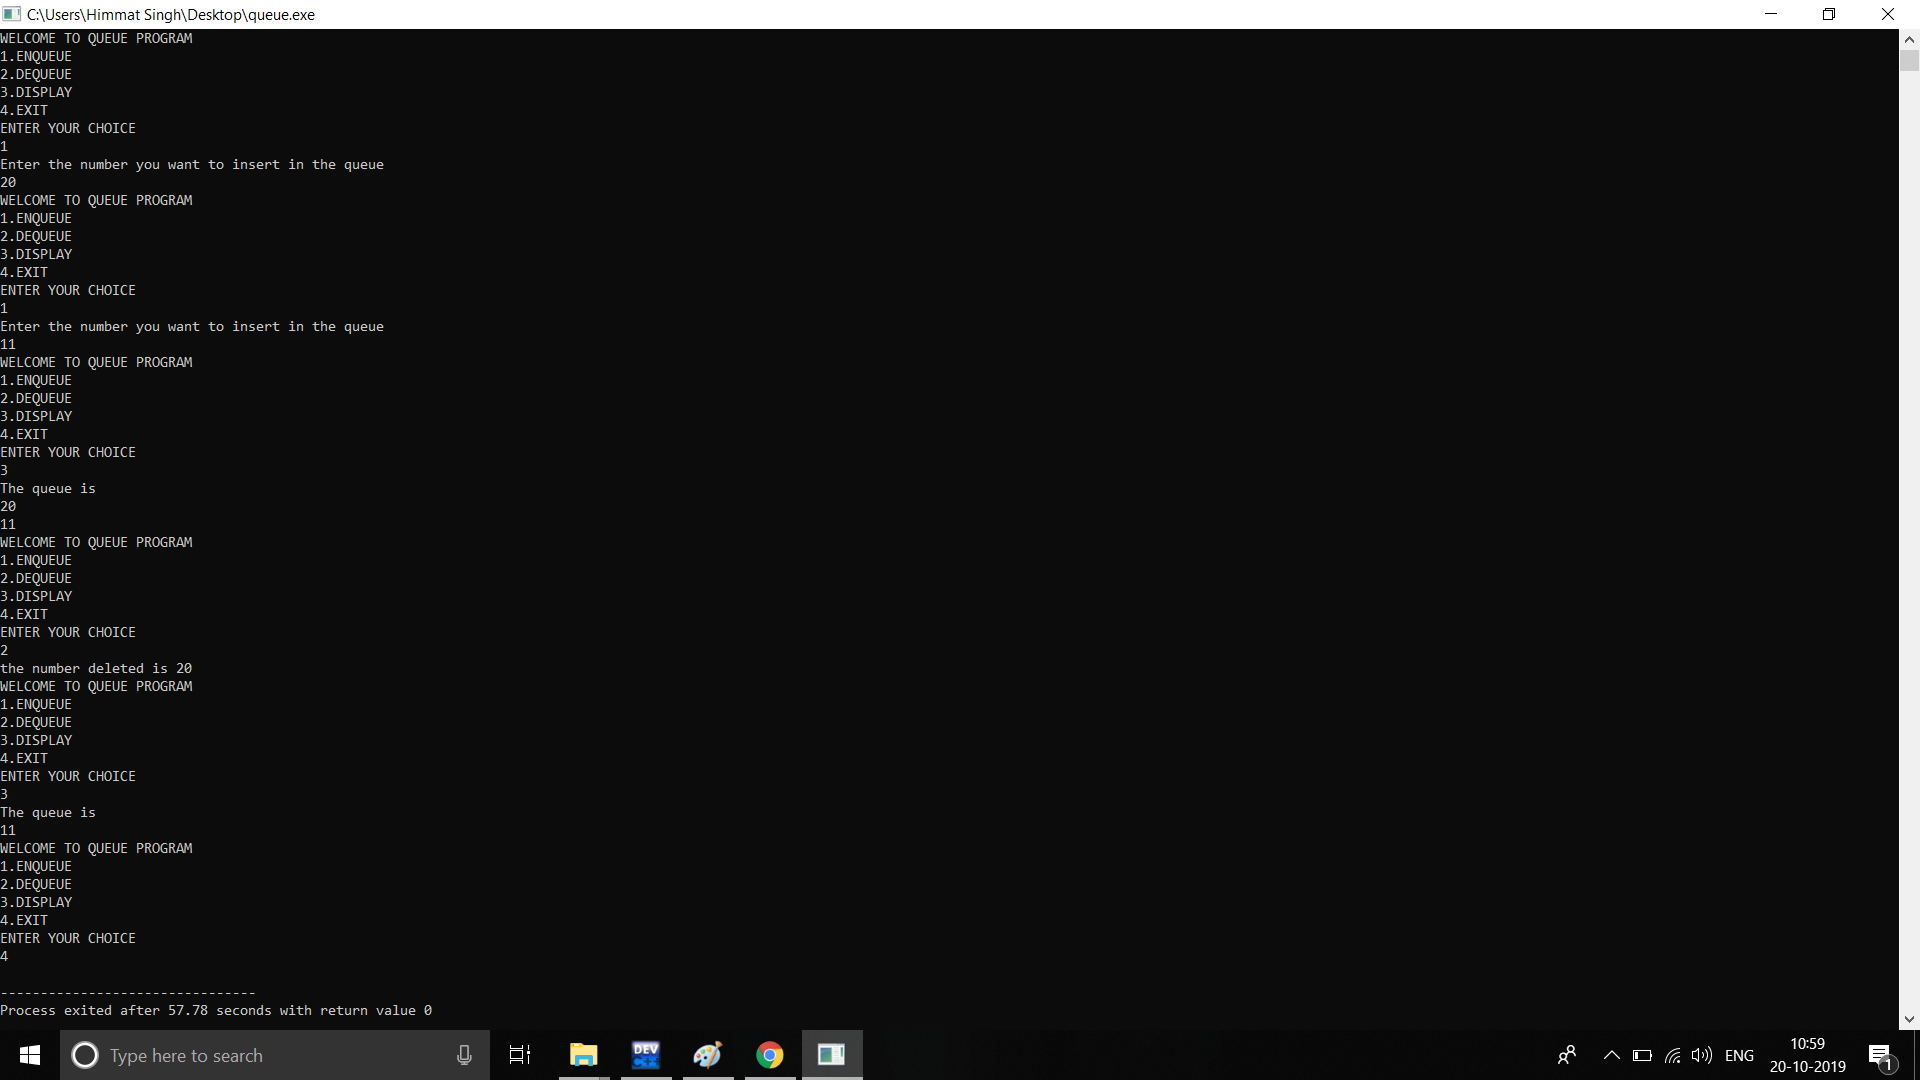 C:\Users\Himmat Singh\Desktop\queue.exe
WELCOME TO QUEUE PROGRAM
1.ENQUEUE
2.DEQUEUE
3.DISPLAY
4.EXIT
ENTER YOUR CHOICE
1
Enter the number you want to insert in the queue
20
WELCOME TO QUEUE PROGRAM
1.ENQUEUE
2.DEQUEUE
3.DISPLAY
4.EXIT
ENTER YOUR CHOICE
1
Enter the number you want to insert in the queue
11
WELCOME TO QUEUE PROGRAM
1.ENQUEUE
2.DEQUEUE
3.DISPLAY
4.EXIT
ENTER YOUR CHOICE
3
The queue is
20
11
WELCOME TO QUEUE PROGRAM
1.ENQUEUE
2.DEQUEUE
3.DISPLAY
4.EXIT
ENTER YOUR CHOICE
2
the number deleted is 20
WELCOME TO QUEUE PROGRAM
1.ENQUEUE
2.DEQUEUE
3.DISPLAY
4.EXIT
ENTER YOUR CHOICE
3
The queue is
11
WELCOME TO QUEUE PROGRAM
1.ENQUEUE
2.DEQUEUE
3.DISPLAY
4.EXIT
ENTER YOUR CHOICE
4
--------------------------------
Process exited after 57.78 seconds with return value 0
Type here to search
DEV
C++
ENG
10:59
20-10-2019
1